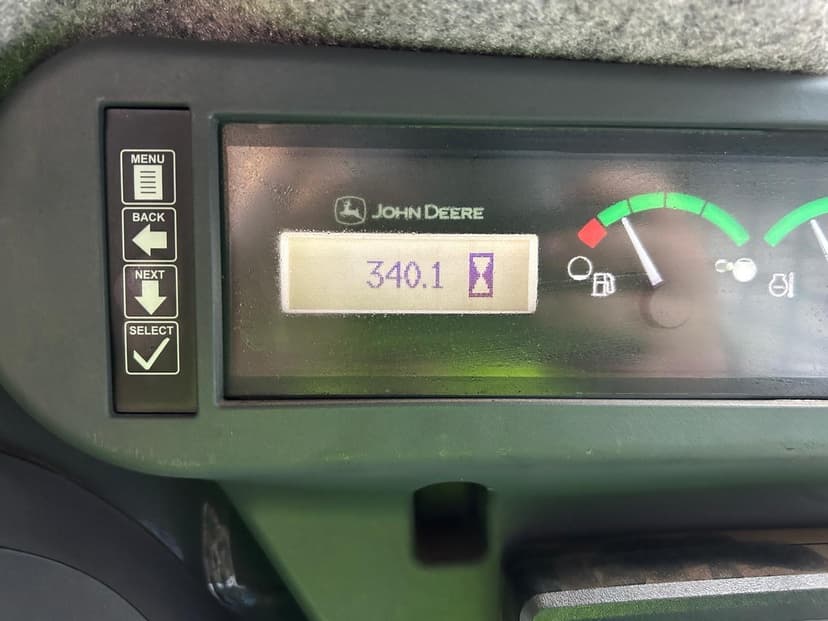 MENU
BACK
NEXT
SELECT
JOHN DEERE
340.1